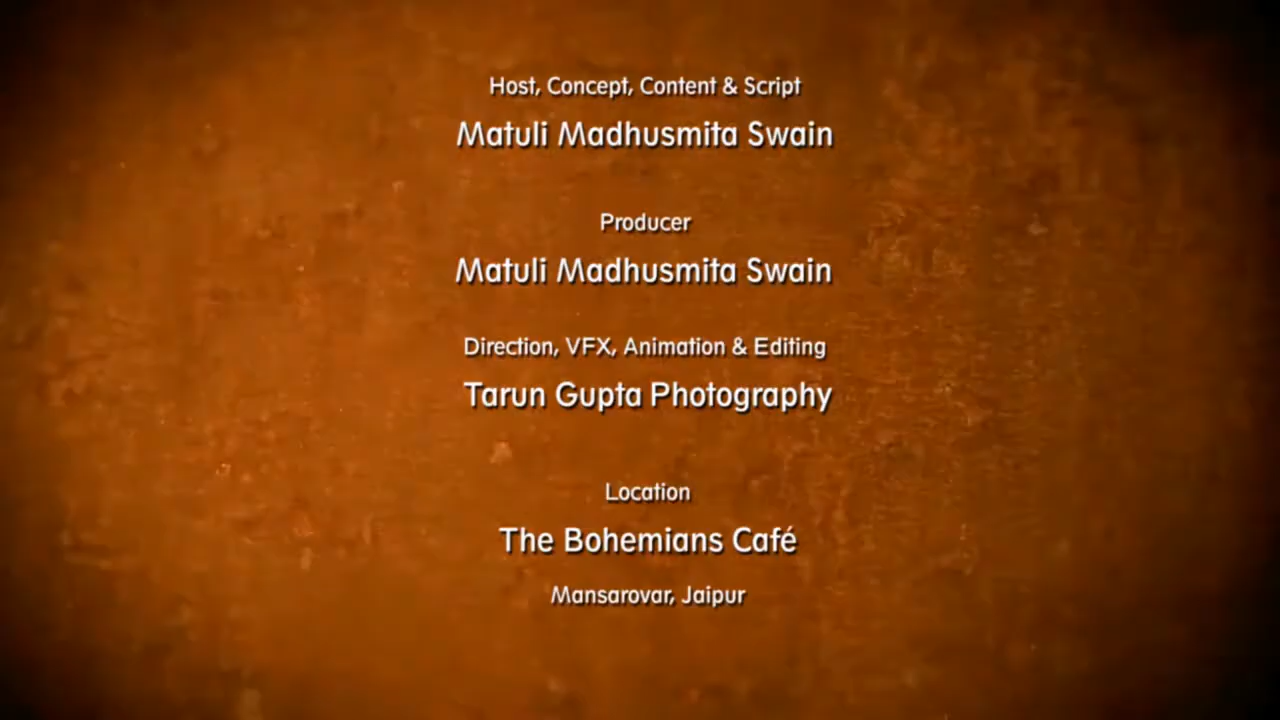 Host, Concept, Content & Script
Matuli Madhusmita Swain
Producer
Matuli Madhusmita Swain
Direction, VFX, Animation & Editing
Tarun Gupta Photography
Location
The Bohemians Café
Mansarovar, Jaipur